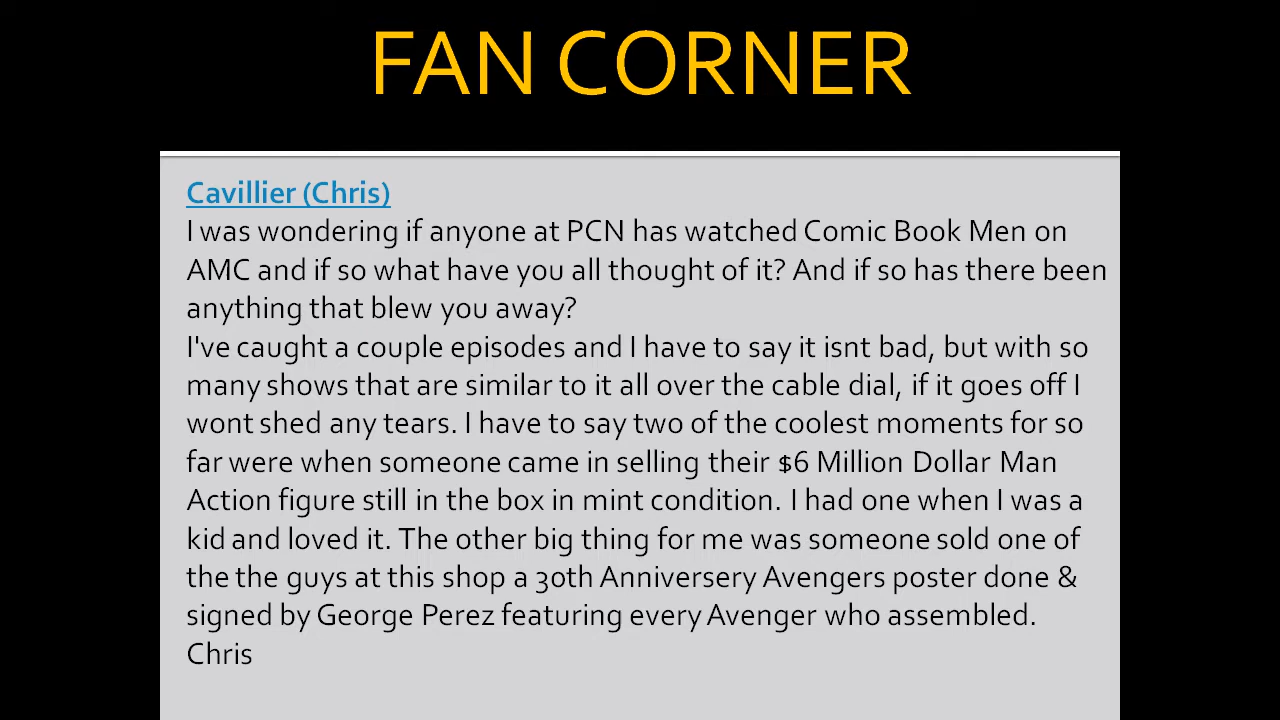 FAN CORNER
Cavillier (Chris)
I was wondering if anyone at PCN has watched Comic Book Men on
AMC and if so what have you all thought of it? And if so has there been
anything that blew you away?
I've caught a couple episodes and I have to say it isnt bad, but with so
many shows that are similar to it all over the cable dial, if it goes off I
wont shed any tears. I have to say two of the coolest moments for so
far were when someone came in selling their $6 Million Dollar Man
Action figure still in the box in mint condition. I had one when I was a
kid and loved it. The other big thing for me was someone sold one of
the the guys at this shop a 30th Anniversery Avengers poster done &
signed by George Perez featuring every Avenger who assembled.
Chris